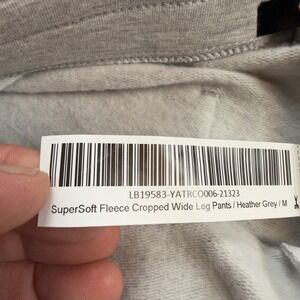 LB19583-YATRCO006-21323
SuperSoft Fleece Cropped Wide Leg Pants / Heather Grey / M